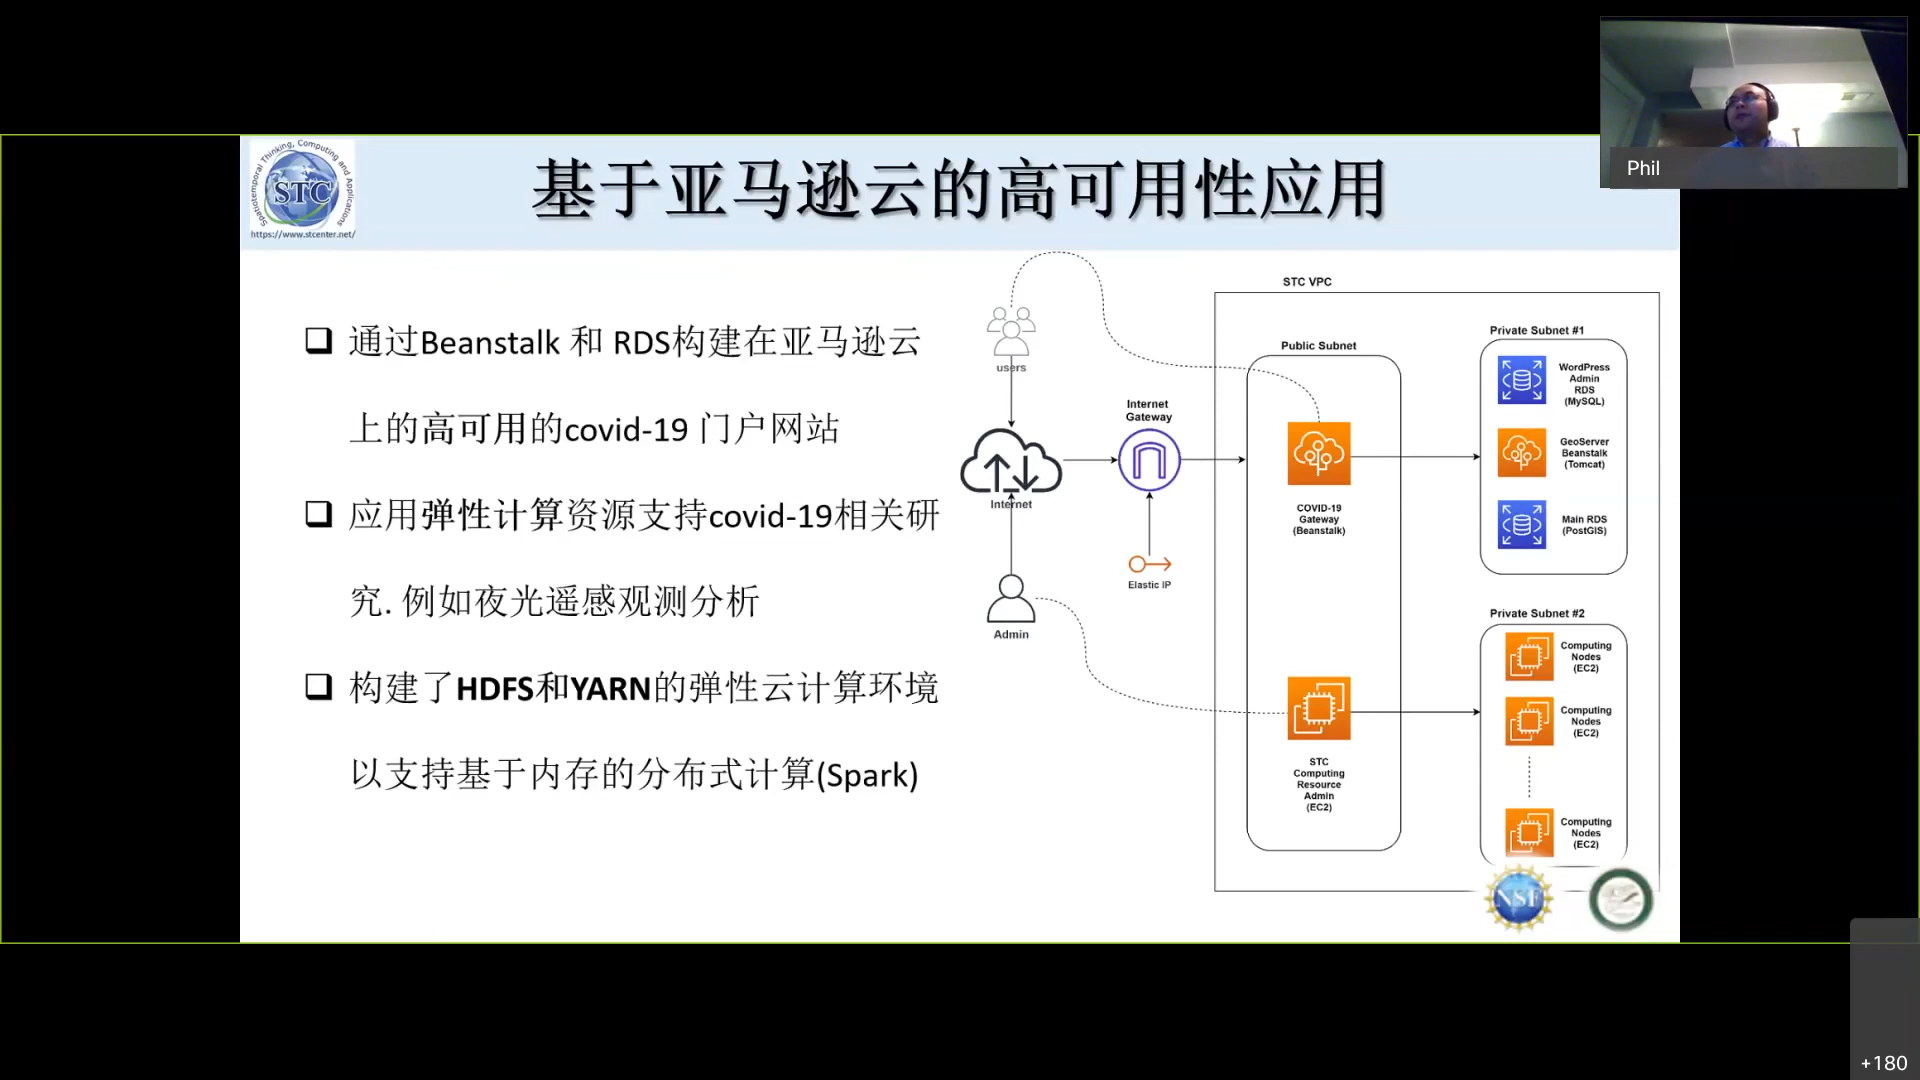 Phil
Spatiotemporal Thinking, Computing and Applications
STC
https://www.stcenter.net/
基于亚马逊云的高可用性应用
通过Beanstalk 和 RDS构建在亚马逊云
上的高可用的covid-19 门户网站
应用弹性计算资源支持covid-19相关研
究. 例如夜光遥感观测分析
构建了HDFS和YARN的弹性云计算环境
以支持基于内存的分布式计算(Spark)
users
Internet
Admin
Internet
Gateway
Elastic IP
STC VPC
Public Subnet
COVID-19
Gateway
(Beanstalk)
STC
Computing
Resource
Admin
(EC2)
Private Subnet #1
WordPress
Admin
RDS
(MySQL)
GeoServer
Beanstalk
(Tomcat)
Main RDS
(PostGIS)
Private Subnet #2
Computing
Nodes
(EC2)
Computing
Nodes
(EC2)
Computing
Nodes
(EC2)
NSF
+180